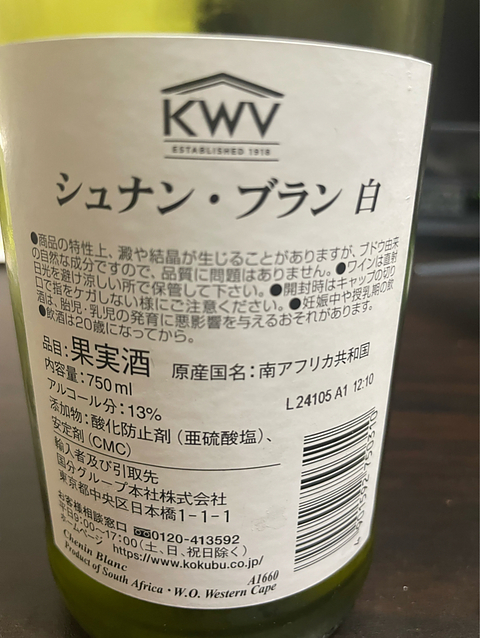 KWV
ESTABLISHED 1918
シュナン・ブラン 白
●商品の特性上、澱や結晶が生じることがありますが、ブドウ由来
の自然な成分ですので、品質に問題はありません。●ワインは直射
日光を避け涼しい所で保管して下さい。●開封時はキャップの切り
口で指をケガしない様にご注意ください。●妊娠中や授乳期の飲
酒は、胎児・乳児の発育に悪影響を与えるおそれがあります。
●飲酒は20歳になってから。
品目:果実酒 原産国名:南アフリカ共和国
内容量:750ml
アルコール分:13%
L24105 A1 12:10
添加物:酸化防止剤(亜硫酸塩)、
安定剤(CMC)
輸入者及び引取先
国分グループ本社株式会社
東京都中央区日本橋1-1-1
お客様相談窓口 0120-413592
平日9:00~17:00(土、日、祝日除く)
ホームページ https://www.kokubu.co.jp/
Chenin Blanc A1660
Product of South Africa・W.O. Western Cape